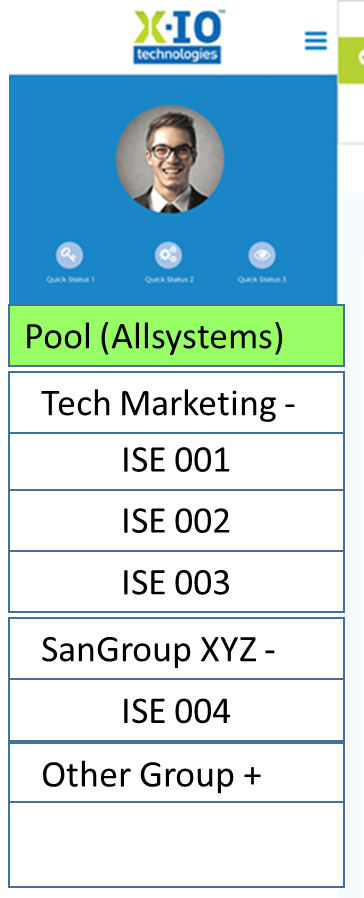 X-IO™
technologies
Quick Status 1 Quick Status 2 Quick Status 3
Pool (Allsystems)
Tech Marketing -
ISE 001
ISE 002
ISE 003
SanGroup XYZ -
ISE 004
Other Group +